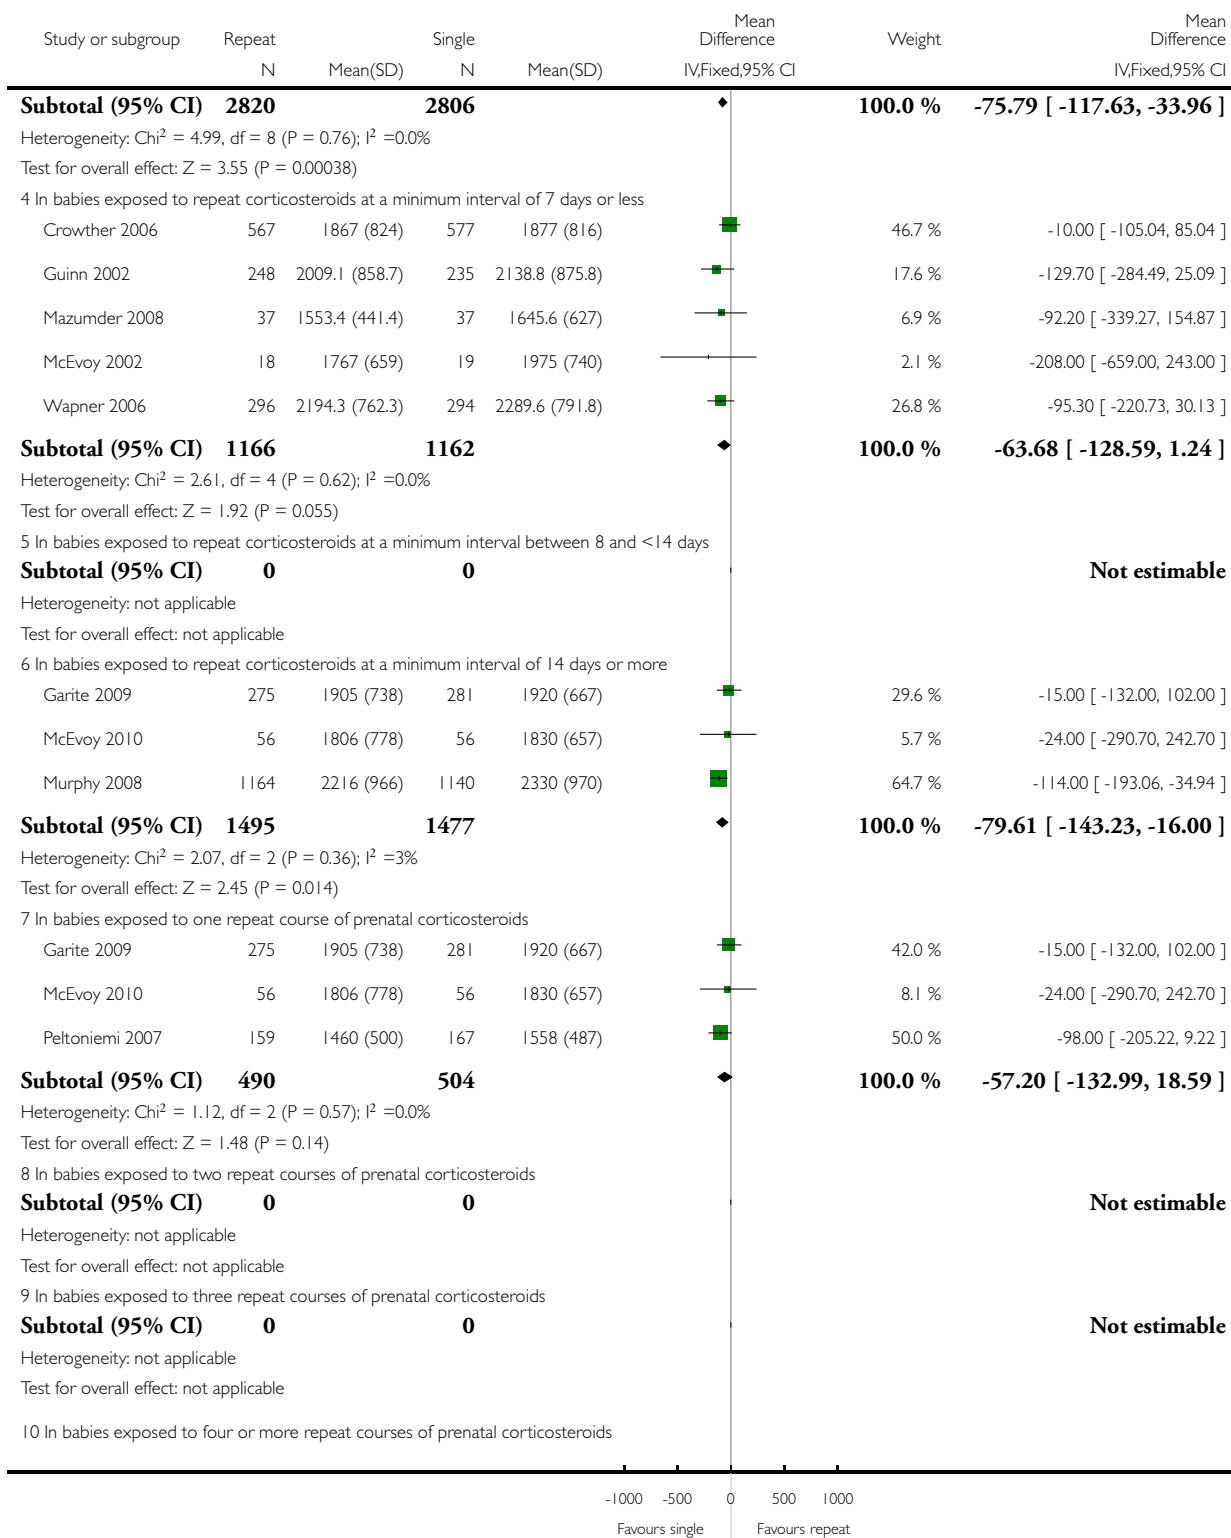 Study or subgroup Repeat Single Mean Difference Weight Mean Difference
N Mean(SD) N Mean(SD) IV,Fixed,95% CI IV,Fixed,95% CI
Subtotal (95% CI) 2820 2806 100.0 % -75.79 [ -117.63, -33.96 ]
Heterogeneity: Chi² = 4.99, df = 8 (P = 0.76); I² =0.0%
Test for overall effect: Z = 3.55 (P = 0.00038)
4 In babies exposed to repeat corticosteroids at a minimum interval of 7 days or less
Crowther 2006 567 1867 (824) 577 1877 (816) 46.7 % -10.00 [ -105.04, 85.04 ]
Guinn 2002 248 2009.1 (858.7) 235 2138.8 (875.8) 17.6 % -129.70 [ -284.49, 25.09 ]
Mazumder 2008 37 1553.4 (441.4) 37 1645.6 (627) 6.9 % -92.20 [ -339.27, 154.87 ]
McEvoy 2002 18 1767 (659) 19 1975 (740) 2.1 % -208.00 [ -659.00, 243.00 ]
Wapner 2006 296 2194.3 (762.3) 294 2289.6 (791.8) 26.8 % -95.30 [ -220.73, 30.13 ]
Subtotal (95% CI) 1166 1162 100.0 % -63.68 [ -128.59, 1.24 ]
Heterogeneity: Chi² = 2.61, df = 4 (P = 0.62); I² =0.0%
Test for overall effect: Z = 1.92 (P = 0.055)
5 In babies exposed to repeat corticosteroids at a minimum interval between 8 and <14 days
Subtotal (95% CI) 0 0 Not estimable
Heterogeneity: not applicable
Test for overall effect: not applicable
6 In babies exposed to repeat corticosteroids at a minimum interval of 14 days or more
Garite 2009 275 1905 (738) 281 1920 (667) 29.6 % -15.00 [ -132.00, 102.00 ]
McEvoy 2010 56 1806 (778) 56 1830 (657) 5.7 % -24.00 [ -290.70, 242.70 ]
Murphy 2008 1164 2216 (966) 1140 2330 (970) 64.7 % -114.00 [ -193.06, -34.94 ]
Subtotal (95% CI) 1495 1477 100.0 % -79.61 [ -143.23, -16.00 ]
Heterogeneity: Chi² = 2.07, df = 2 (P = 0.36); I² =3%
Test for overall effect: Z = 2.45 (P = 0.014)
7 In babies exposed to one repeat course of prenatal corticosteroids
Garite 2009 275 1905 (738) 281 1920 (667) 42.0 % -15.00 [ -132.00, 102.00 ]
McEvoy 2010 56 1806 (778) 56 1830 (657) 8.1 % -24.00 [ -290.70, 242.70 ]
Peltoniemi 2007 159 1460 (500) 167 1558 (487) 50.0 % -98.00 [ -205.22, 9.22 ]
Subtotal (95% CI) 490 504 100.0 % -57.20 [ -132.99, 18.59 ]
Heterogeneity: Chi² = 1.12, df = 2 (P = 0.57); I² =0.0%
Test for overall effect: Z = 1.48 (P = 0.14)
8 In babies exposed to two repeat courses of prenatal corticosteroids
Subtotal (95% CI) 0 0 Not estimable
Heterogeneity: not applicable
Test for overall effect: not applicable
9 In babies exposed to three repeat courses of prenatal corticosteroids
Subtotal (95% CI) 0 0 Not estimable
Heterogeneity: not applicable
Test for overall effect: not applicable
10 In babies exposed to four or more repeat courses of prenatal corticosteroids
-1000 -500 0 500 1000
Favours single Favours repeat